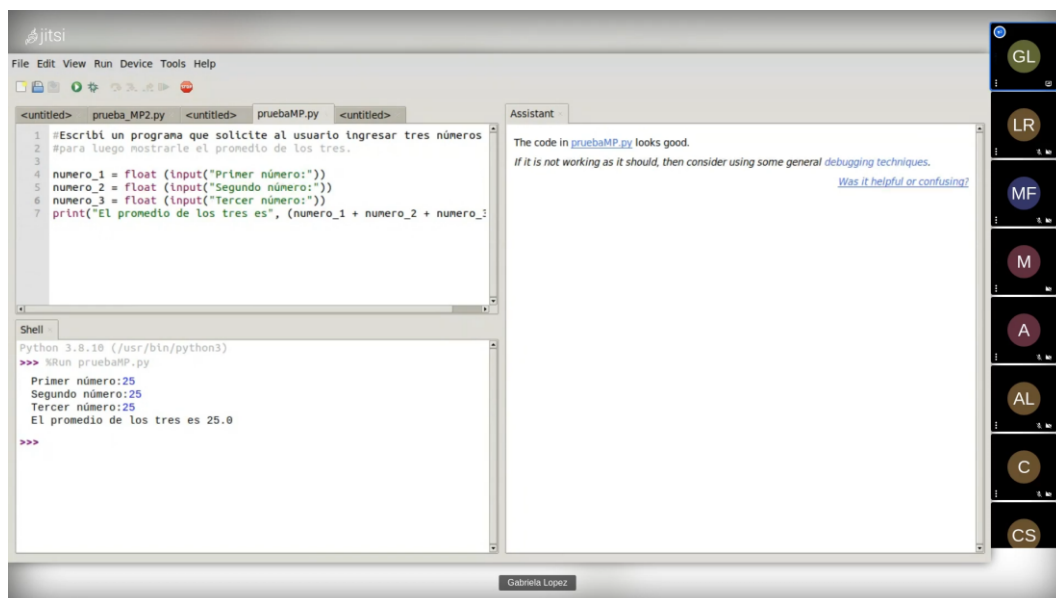 jitsi
File Edit View Run Device Tools Help
<untitled> prueba_MP2.py <untitled> pruebaMP.py <untitled>
1 #Escribí un programa que solicite al usuario ingresar tres números
2 #para luego mostrarle el promedio de los tres.
3
4 numero_1 = float (input("Primer número:"))
5 numero_2 = float (input("Segundo número:"))
6 numero_3 = float (input("Tercer número:"))
7 print("El promedio de los tres es", (numero_1 + numero_2 + numero_3
Shell
Python 3.8.10 (/usr/bin/python3)
>>> %Run pruebaMP.py
Primer número:25
Segundo número:25
Tercer número:25
El promedio de los tres es 25.0
>>>
Assistant
The code in pruebaMP.py looks good.
If it is not working as it should, then consider using some general debugging techniques.
Was it helpful or confusing?
GL
LR
MF
M
A
AL
C
CS
Gabriela Lopez